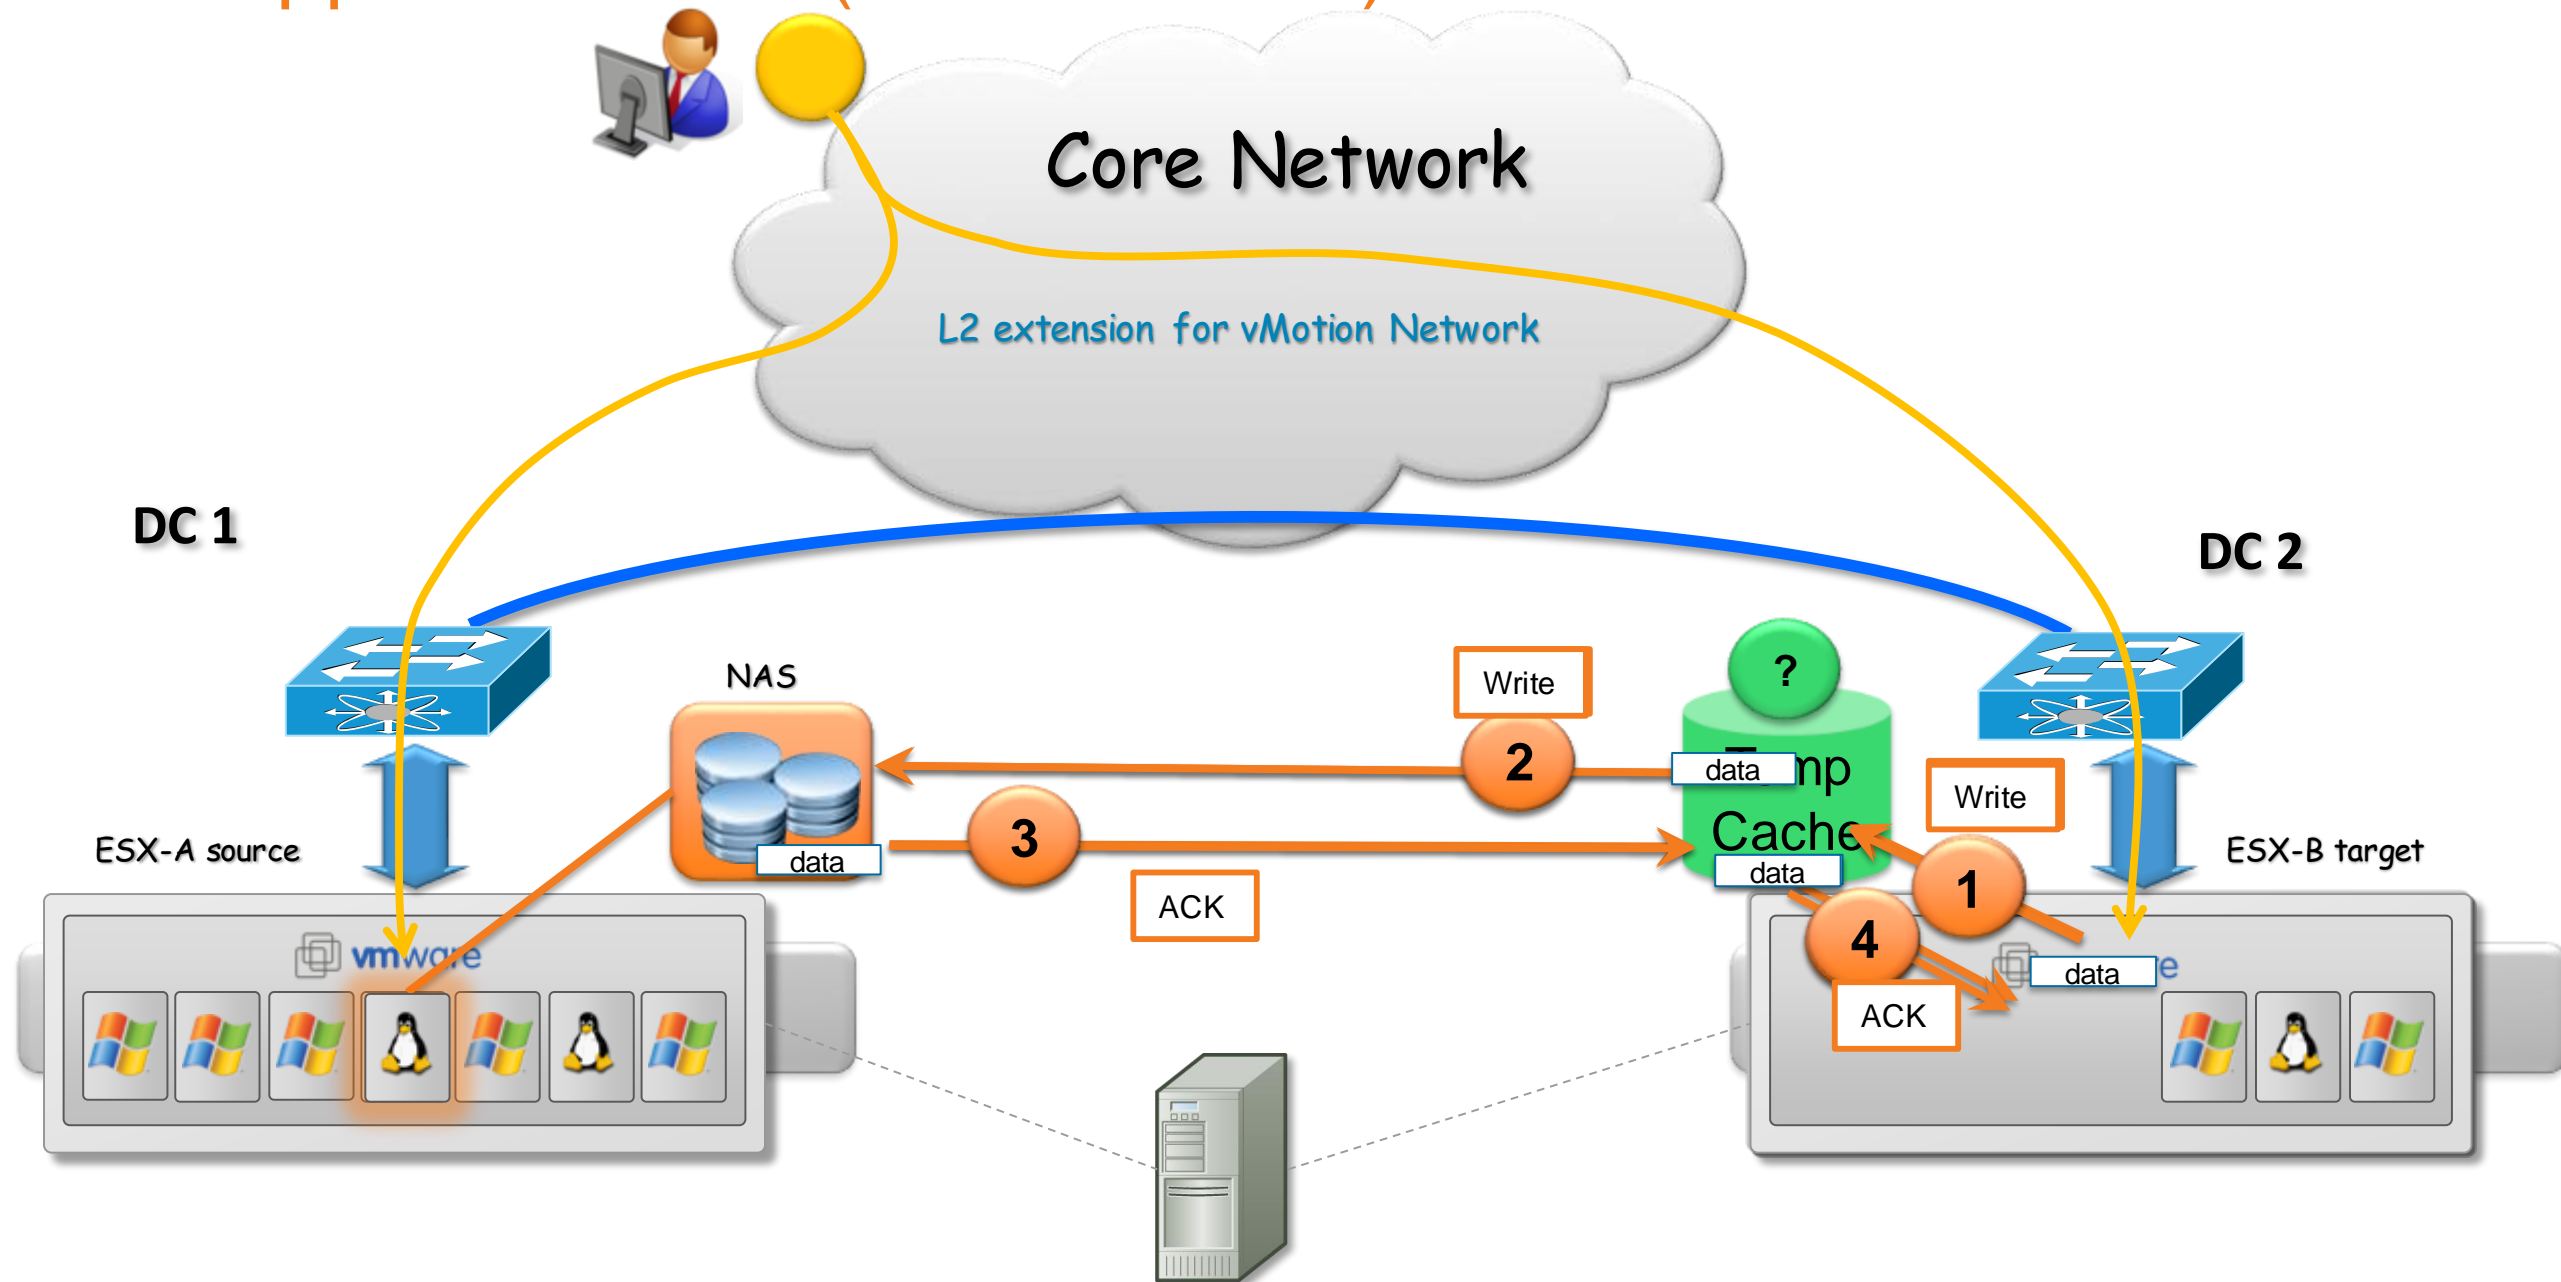 Core Network
L2 extension for vMotion Network
DC 1
DC 2
NAS
Write
?
2
data
Cache
Write
3
data
data
ACK
1
4
ACK
data
ESX-A source
ESX-B target
vmware